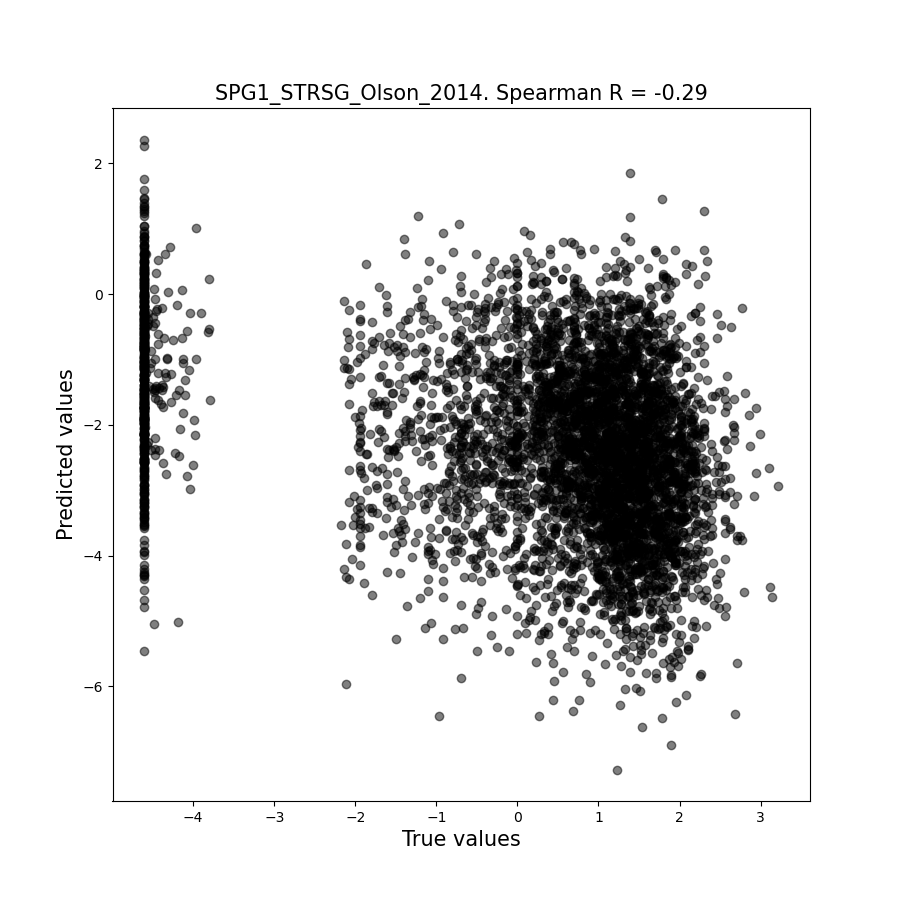 SPG1_STRSG_Olson_2014. Spearman R = -0.29
Predicted values
2
0
−2
−4
−6
−4 −3 −2 −1 0 1 2 3
True values